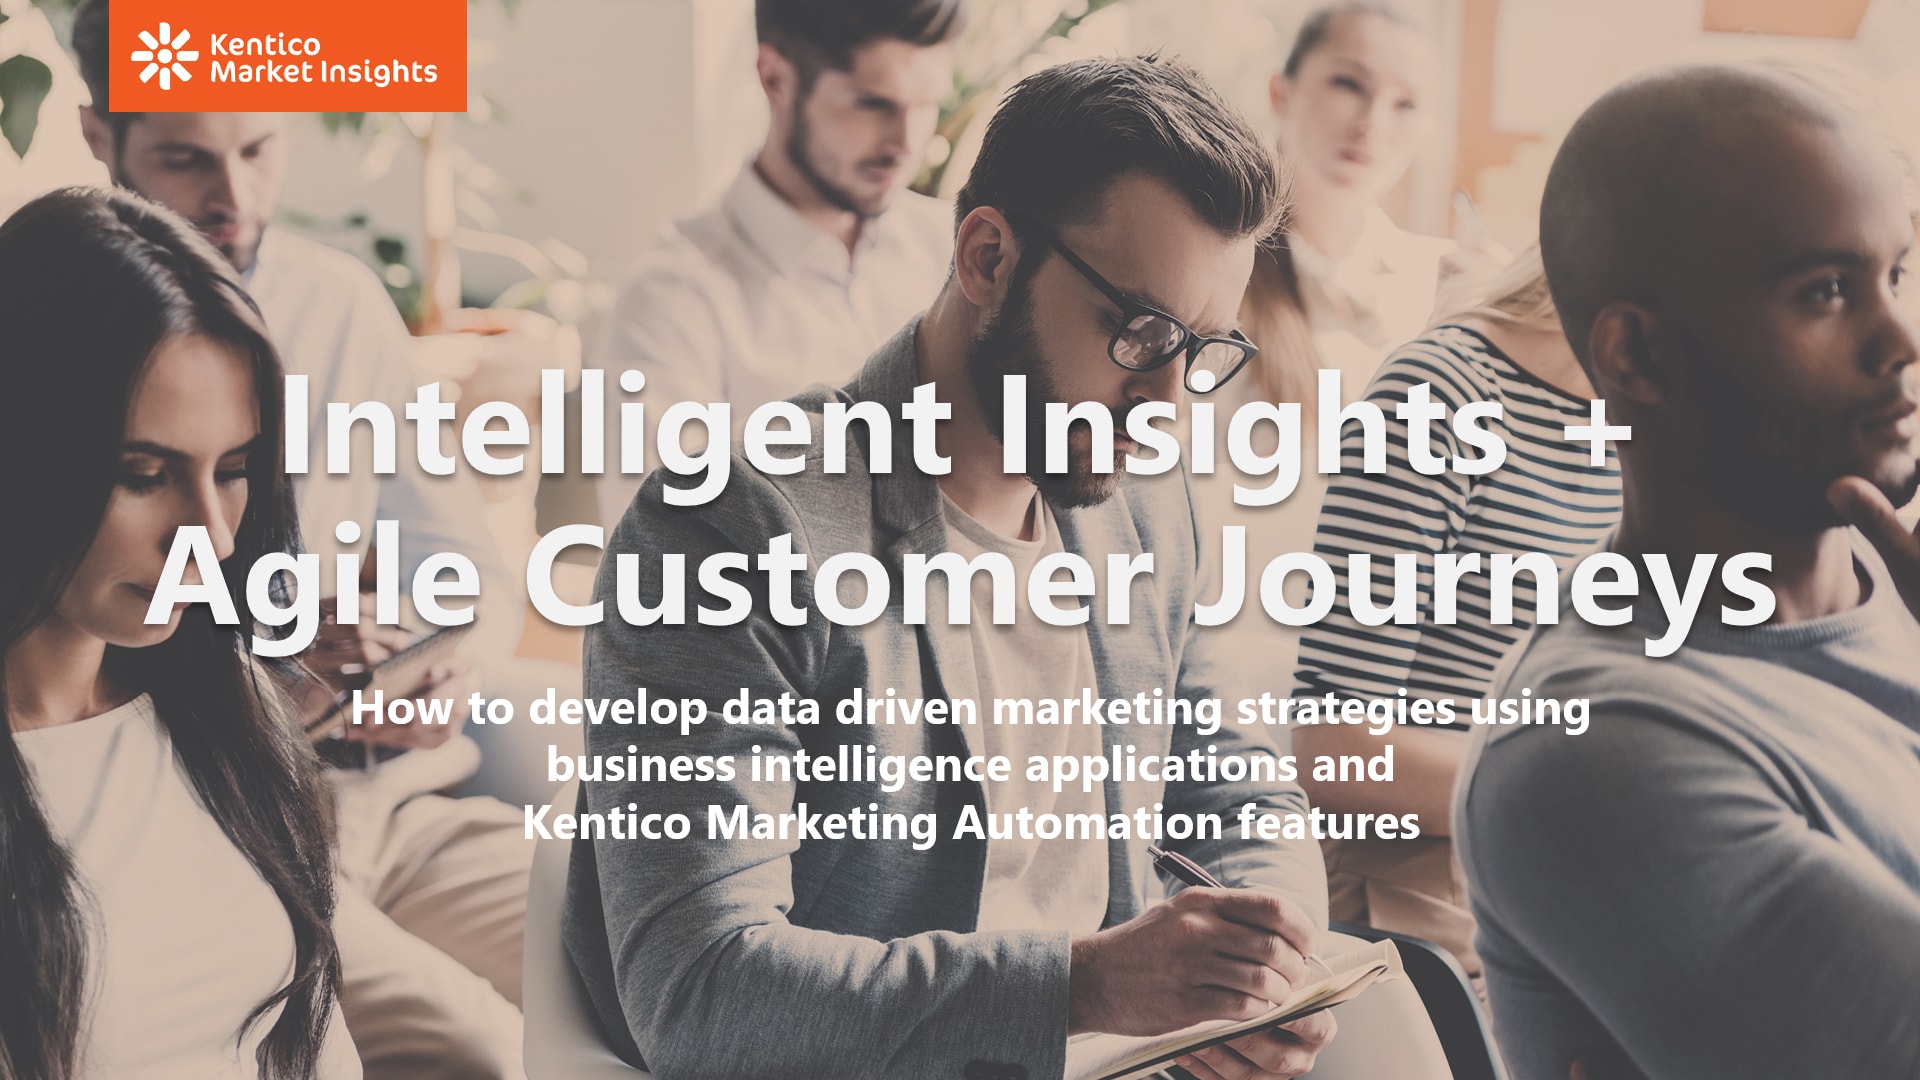 Kentico
Market Insights
Intelligent Insights +
Agile Customer Journeys
How to develop data driven marketing strategies using
business intelligence applications and
Kentico Marketing Automation features